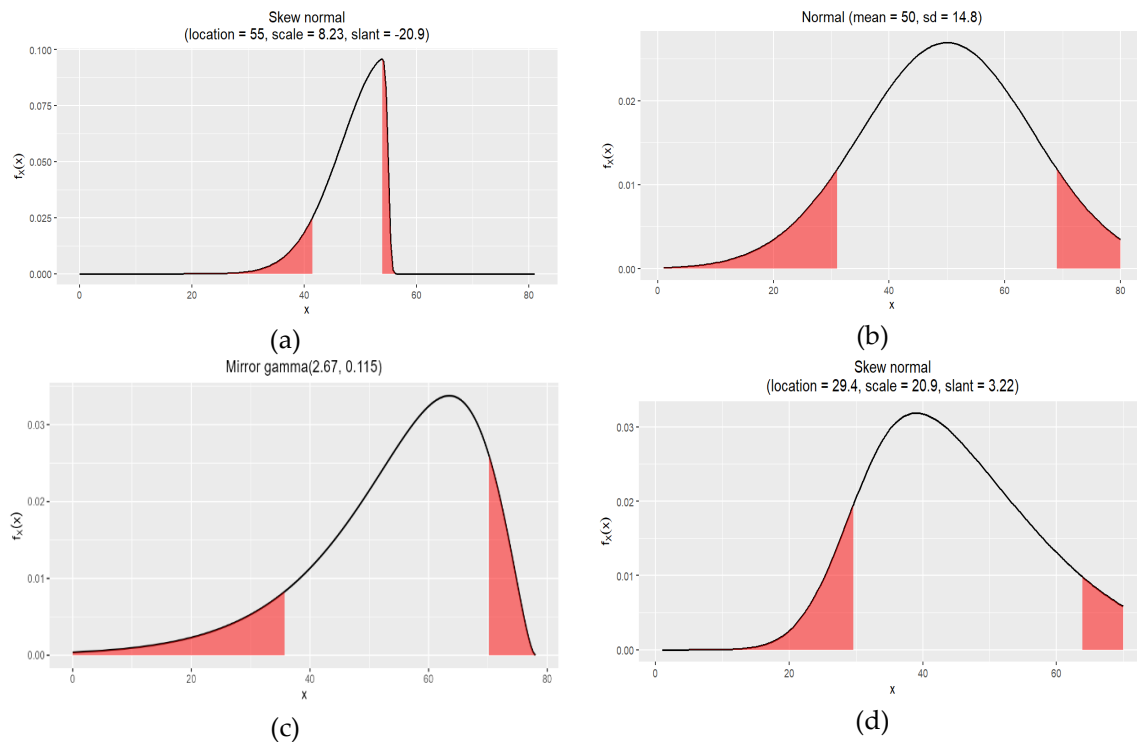 Skew normal
(location = 55, scale = 8.23, slant = -20.9)
0.100
0.075
0.050
0.025
0.000
fX(x)
0
20
40
60
80
x
(a)
Normal (mean = 50, sd = 14.8)
0.02
0.01
0.00
fX(x)
0
20
40
60
80
x
(b)
Mirror gamma(2.67, 0.115)
0.03
0.02
0.01
0.00
fX(x)
0
20
40
60
80
x
(c)
Skew normal
(location = 29.4, scale = 20.9, slant = 3.22)
0.03
0.02
0.01
0.00
fX(x)
0
20
40
60
x
(d)